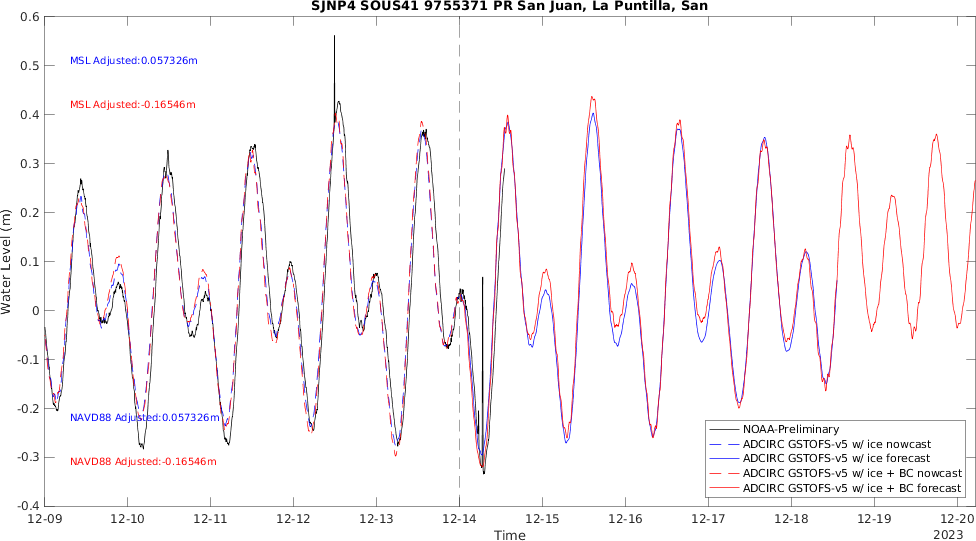 SJNP4 SOUS41 9755371 PR San Juan, La Puntilla, San
0.6
0.5
0.4
0.3
0.2
0.1
0
-0.1
-0.2
-0.3
-0.4
Water Level (m)
MSL Adjusted:0.057326m
MSL Adjusted:-0.16546m
NAVD88 Adjusted:0.057326m
NAVD88 Adjusted:-0.16546m
NOAA-Preliminary
ADCIRC GSTOFS-v5 w/ ice nowcast
ADCIRC GSTOFS-v5 w/ ice forecast
ADCIRC GSTOFS-v5 w/ ice + BC nowcast
ADCIRC GSTOFS-v5 w/ ice + BC forecast
12-09 12-10 12-11 12-12 12-13 12-14 12-15 12-16 12-17 12-18 12-19 12-20
Time
2023